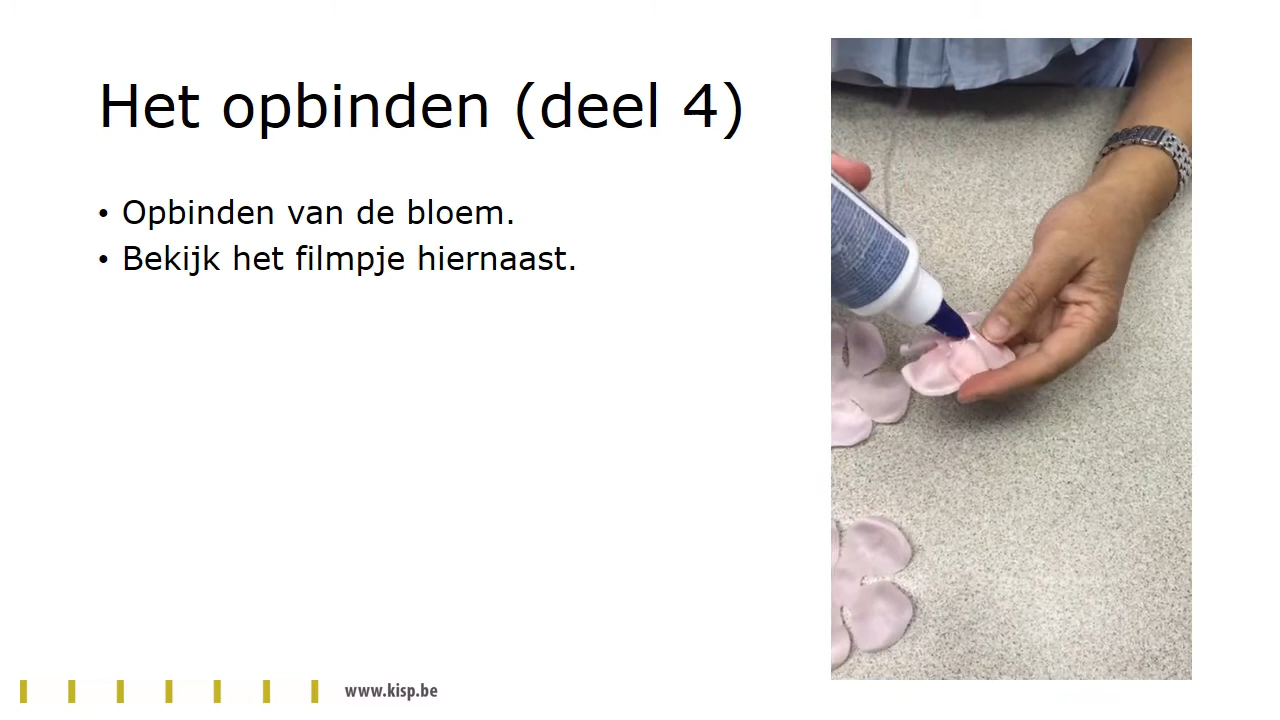 Het opbinden (deel 4)
• Opbinden van de bloem.
• Bekijk het filmpje hiernaast.
www.kisp.be